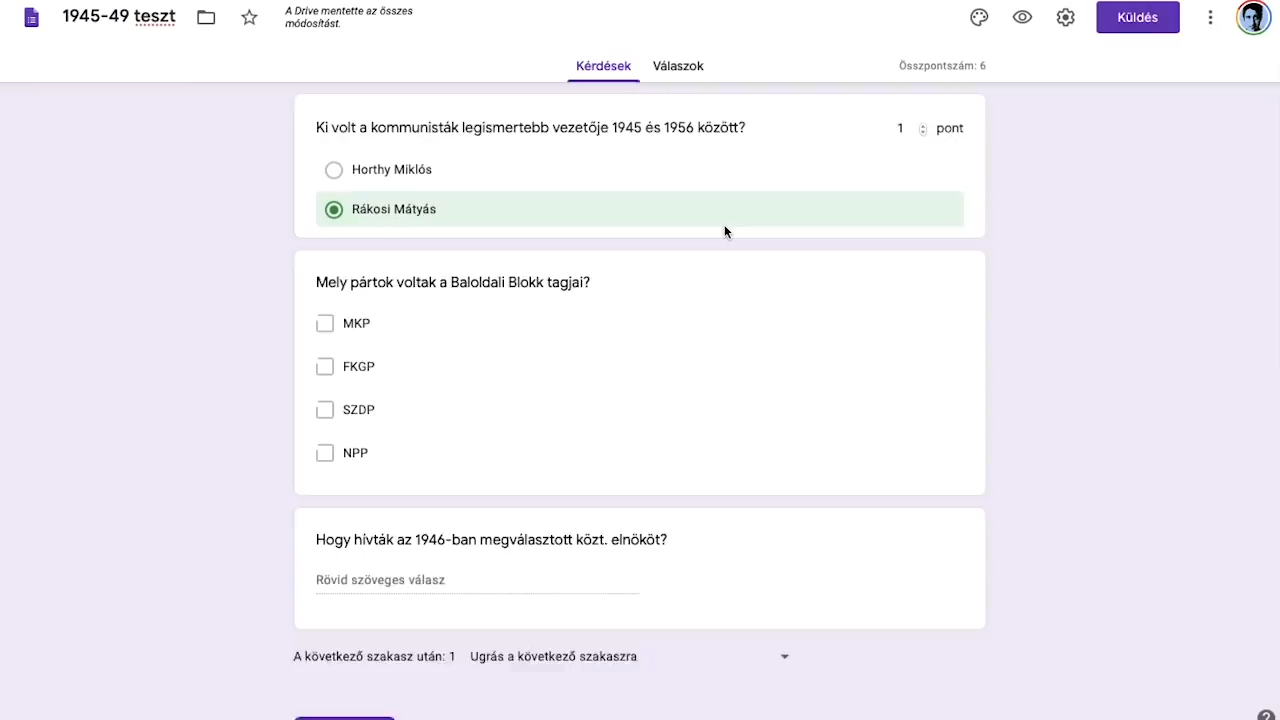 1945-49 teszt
A Drive mentette az összes
módosítást.
Küldés
Kérdések
Válaszok
Összpontszám: 6
Ki volt a kommunisták legismertebb vezetője 1945 és 1956 között?
1 pont
Horthy Miklós
Rákosi Mátyás
Mely pártok voltak a Baloldali Blokk tagjai?
MKP
FKGP
SZDP
NPP
Hogy hívták az 1946-ban megválasztott közt. elnököt?
Rövid szöveges válasz
A következő szakasz után: 1 Ugrás a következő szakaszra